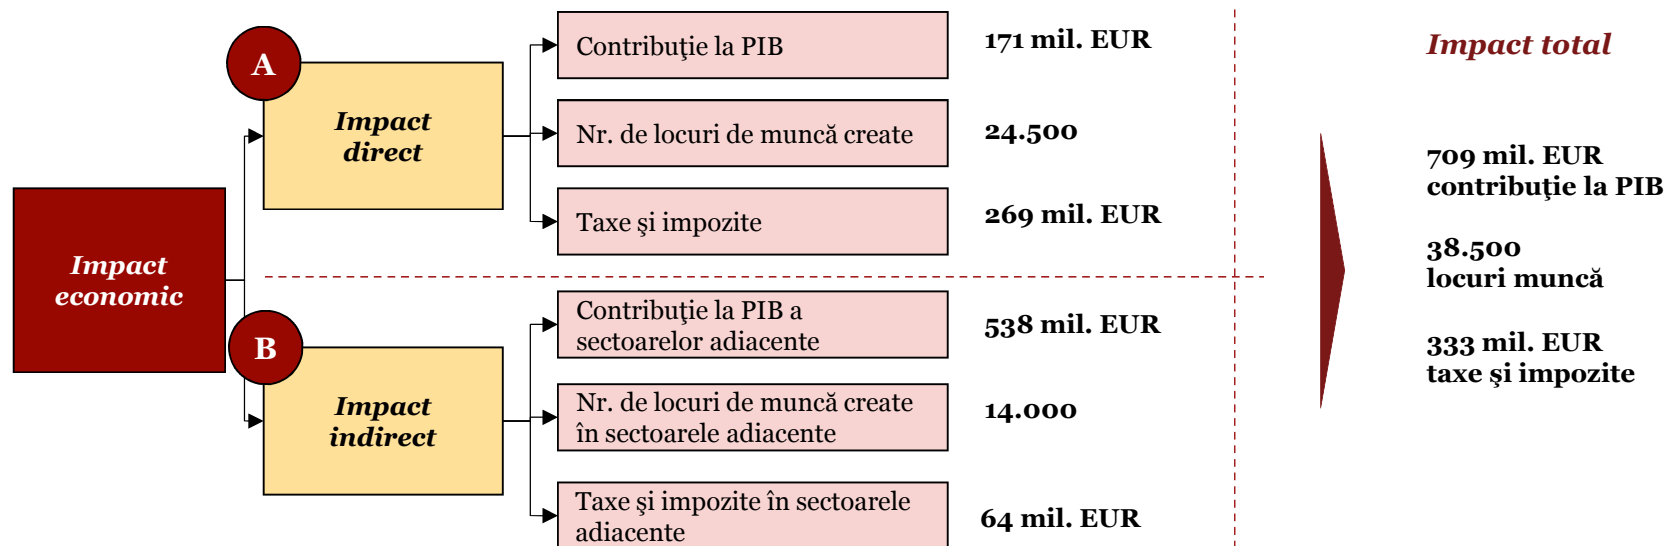 Impact
economic
A
Impact
direct
Contribuţie la PIB
171 mil. EUR
Nr. de locuri de muncă create
24.500
Taxe şi impozite
269 mil. EUR
B
Impact
indirect
Contribuţie la PIB a
sectoarelor adiacente
538 mil. EUR
Nr. de locuri de muncă create
în sectoarele adiacente
14.000
Taxe şi impozite în sectoarele
adiacente
64 mil. EUR
Impact total
709 mil. EUR
contribuţie la PIB
38.500
locuri muncă
333 mil. EUR
taxe şi impozite